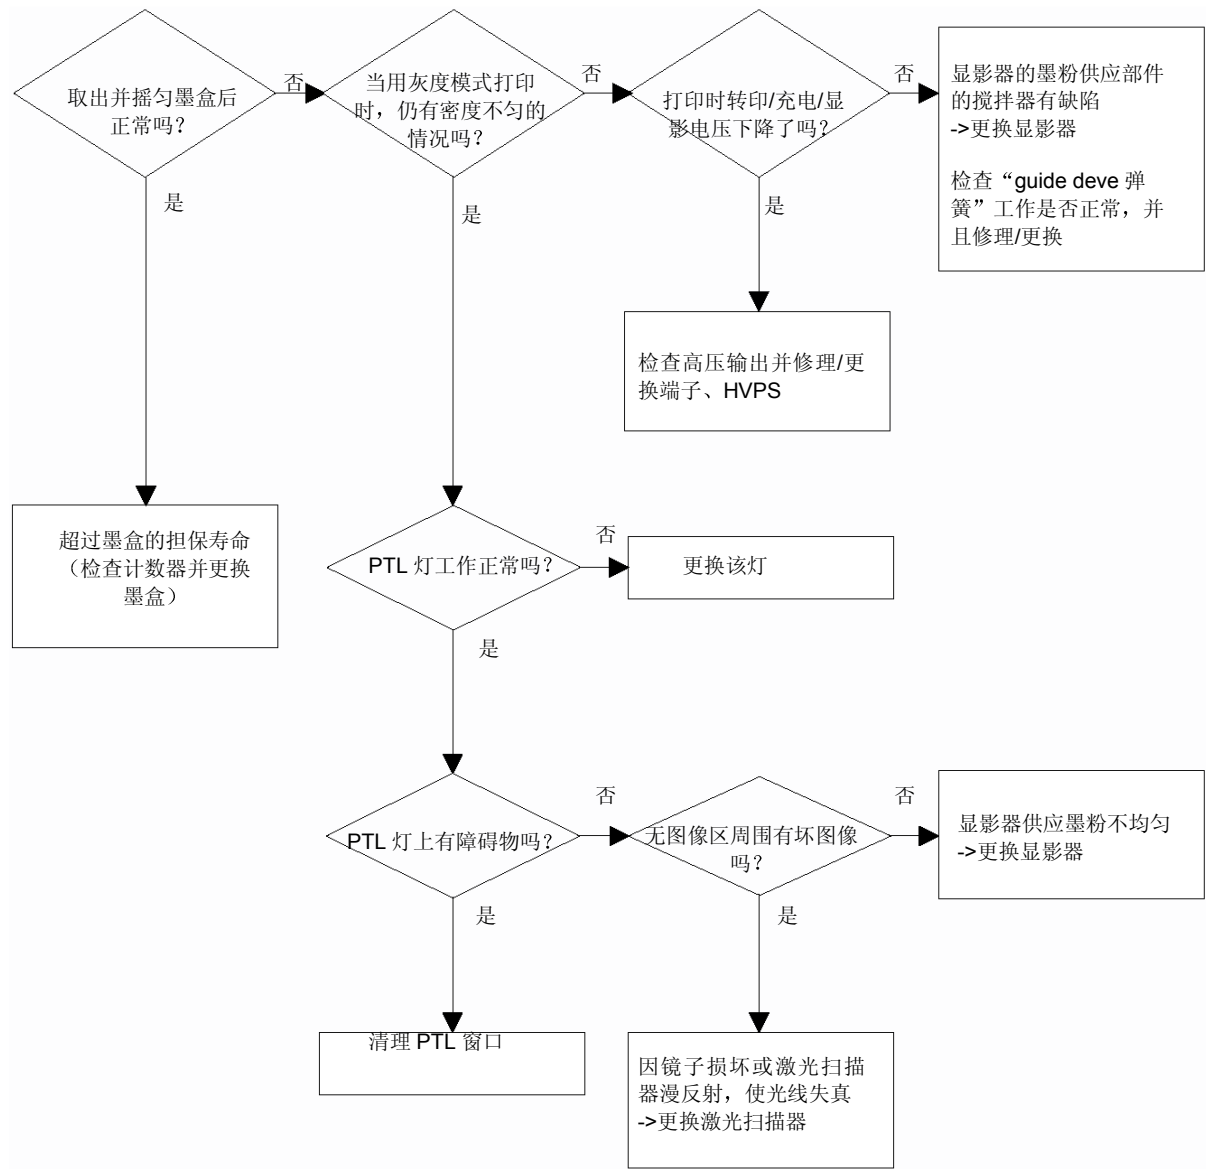 取出并摇匀墨盒后
正常吗？
否
当用灰度模式打印
时，仍有密度不匀的
情况吗？
否
打印时转印/充电/显
影电压下降了吗？
否
显影器的墨粉供应部件
的搅拌器有缺陷
->更换显影器
检查“guide deve 弹
簧”工作是否正常，并
且修理/更换
是
是
是
检查高压输出并修理/更
换端子、HVPS
超过墨盒的担保寿命
（检查计数器并更换
墨盒）
PTL 灯工作正常吗？
否
更换该灯
是
PTL 灯上有障碍物吗？
否
无图像区周围有坏图像
吗？
否
显影器供应墨粉不均匀
->更换显影器
是
是
清理 PTL 窗口
因镜子损坏或激光扫描
器漫反射，使光线失真
->更换激光扫描器